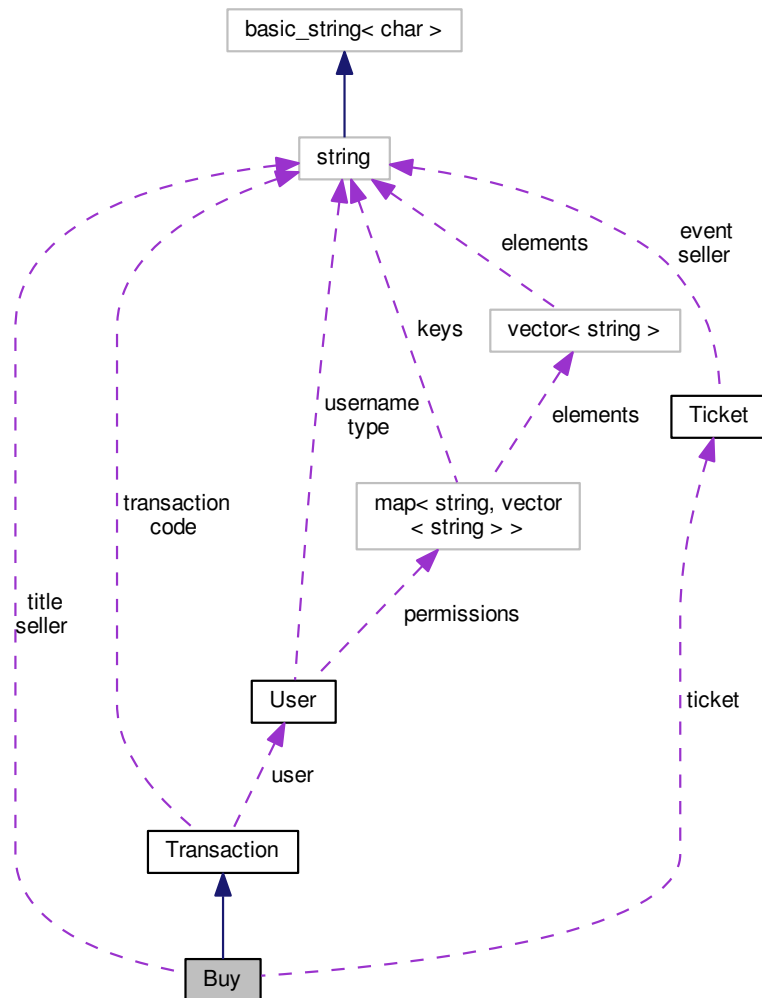 basic_string< char >
string
event
seller
elements
vector< string >
keys
Ticket
username
type
elements
map< string, vector
< string > >
transaction
code
title
seller
permissions
User
ticket
user
Transaction
Buy